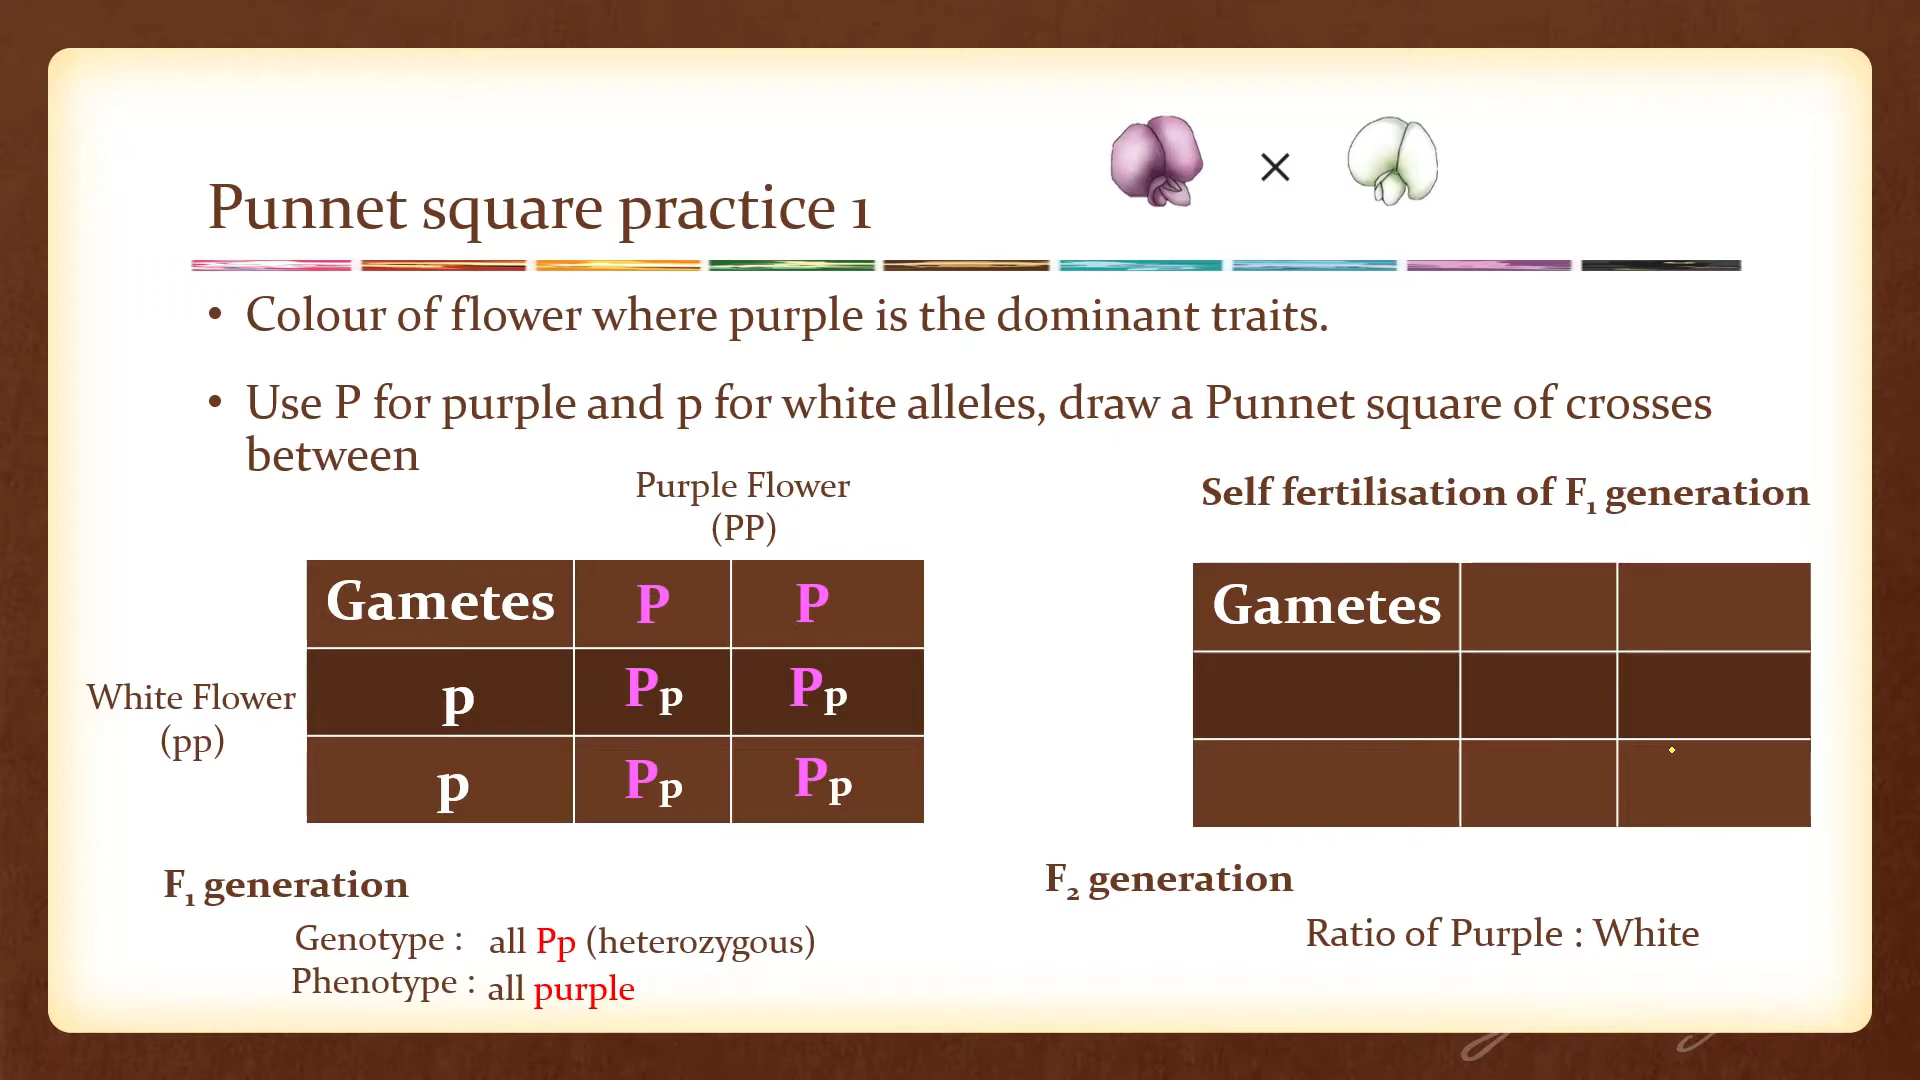 Punnet square practice 1
• Colour of flower where purple is the dominant traits.
• Use P for purple and p for white alleles, draw a Punnet square of crosses
between
Purple Flower
(PP)
Gametes P P
White Flower
(pp)
p Pp Pp
p Pp Pp
F₁ generation
Genotype : all Pp (heterozygous)
Phenotype : all purple
Self fertilisation of F₁ generation
Gametes
F₂ generation
Ratio of Purple : White